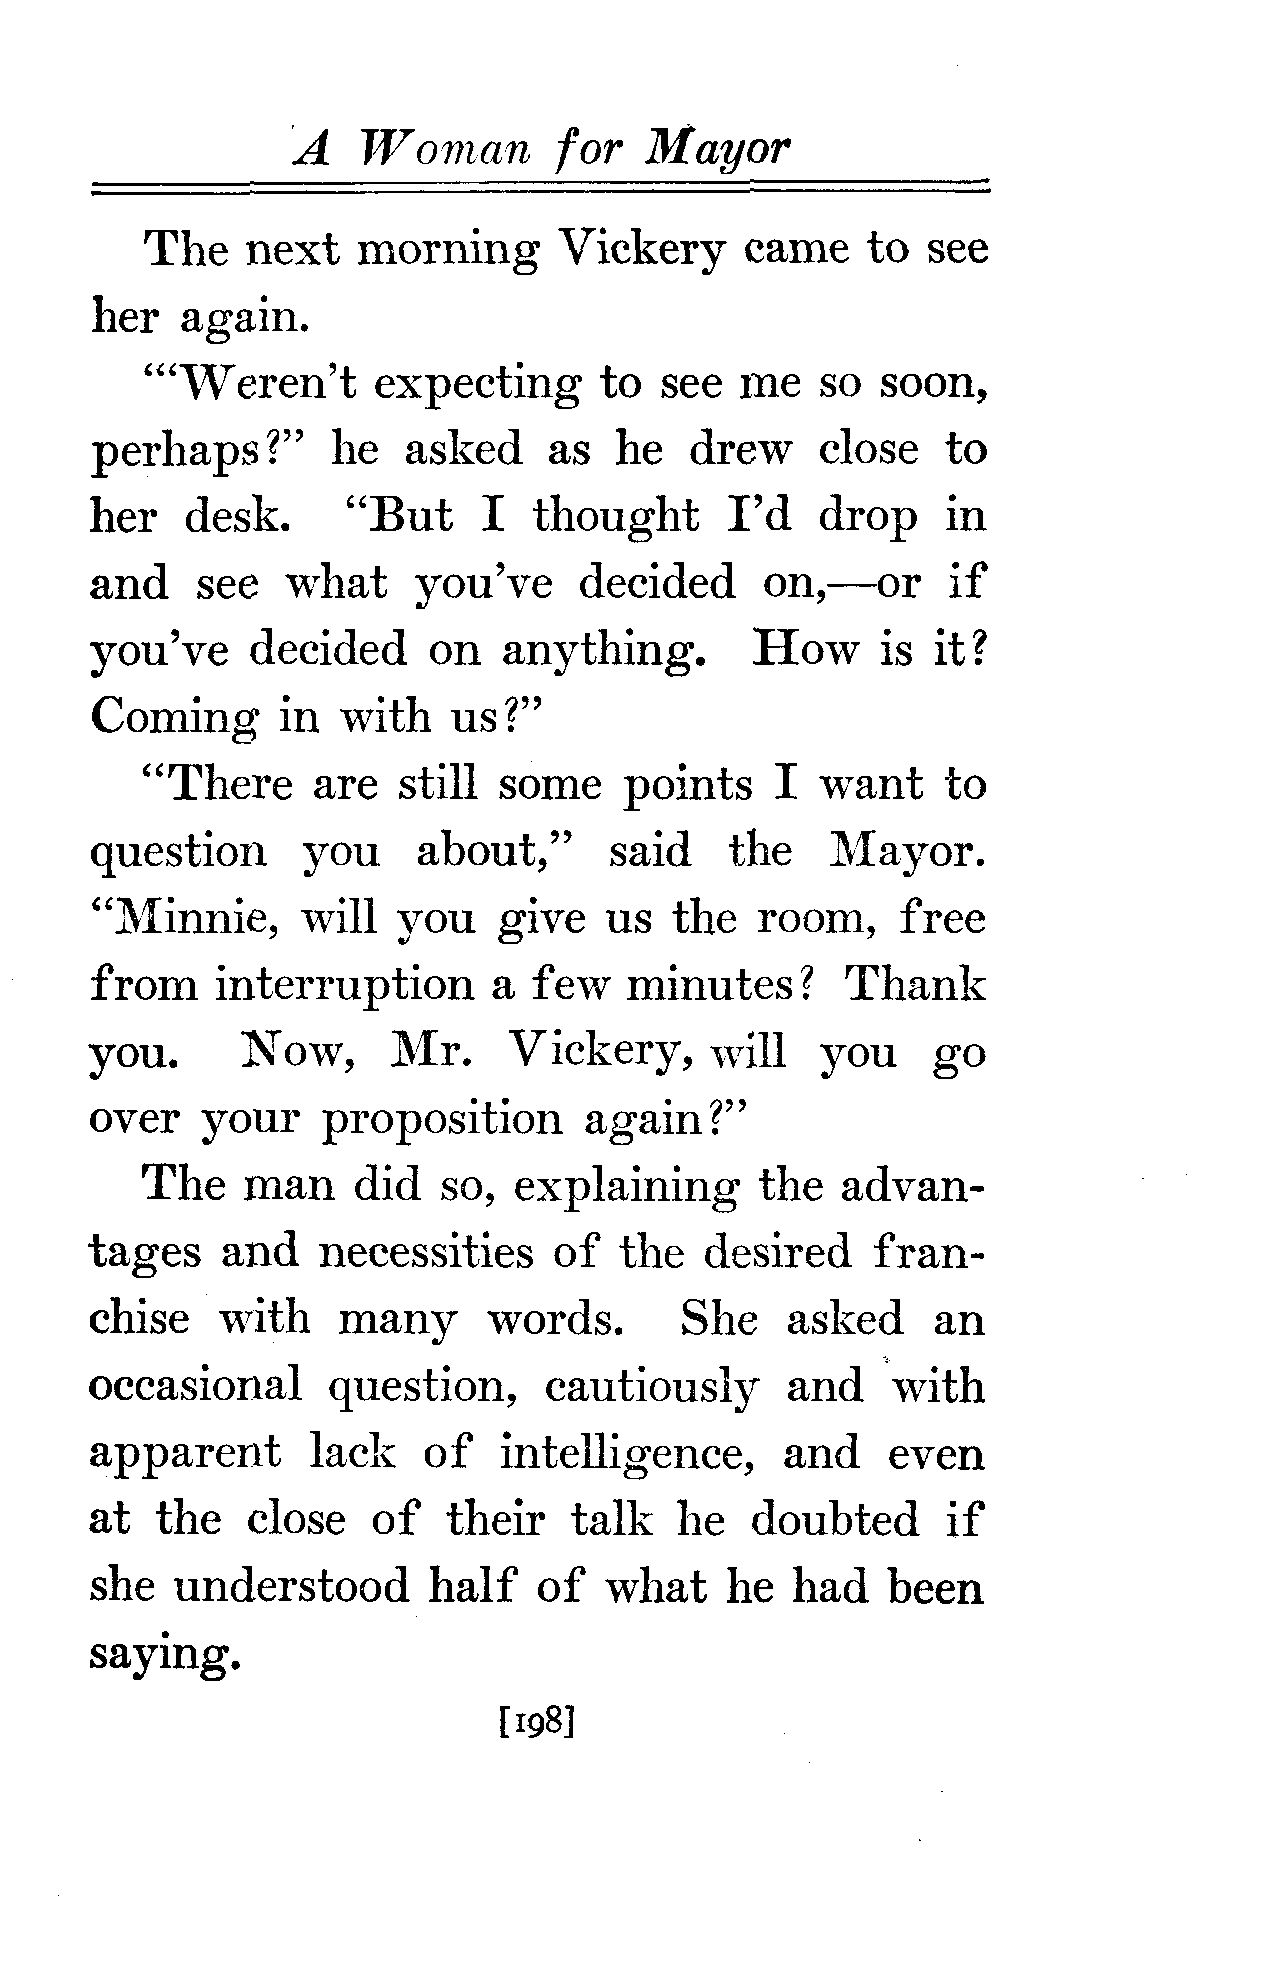 A Woman for Mayor
The next morning Vickery came to see
her again.
"'Weren't expecting to see me so soon,
perhaps?" he asked as he drew close to
her desk. "But I thought I'd drop in
and see what you've decided on,—or if
you've decided on anything. How is it?
Coming in with us?"
"There are still some points I want to
question you about," said the Mayor.
"Minnie, will you give us the room, free
from interruption a few minutes? Thank
you. Now, Mr. Vickery, will you go
over your proposition again?"
The man did so, explaining the advan-
tages and necessities of the desired fran-
chise with many words. She asked an
occasional question, cautiously and with
apparent lack of intelligence, and even
at the close of their talk he doubted if
she understood half of what he had been
saying.
[198]